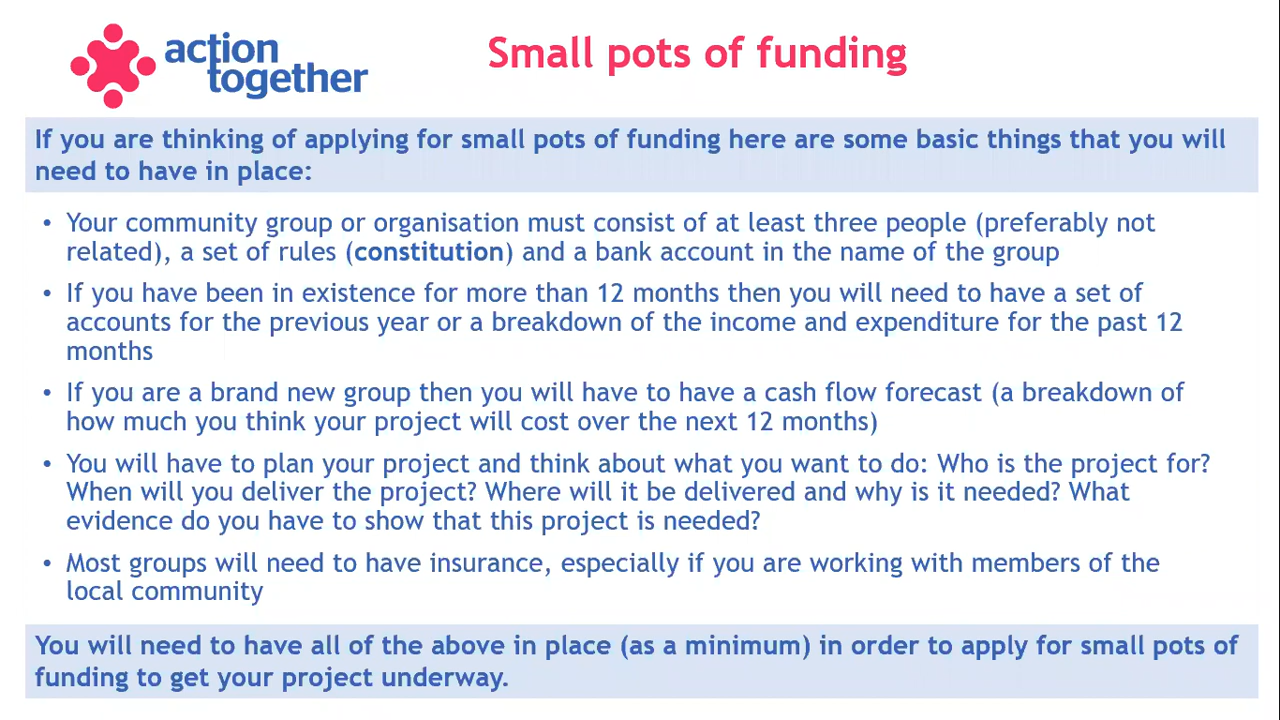 action
together
Small pots of funding
If you are thinking of applying for small pots of funding here are some basic things that you will
need to have in place:
• Your community group or organisation must consist of at least three people (preferably not
related), a set of rules (constitution) and a bank account in the name of the group
• If you have been in existence for more than 12 months then you will need to have a set of
accounts for the previous year or a breakdown of the income and expenditure for the past 12
months
• If you are a brand new group then you will have to have a cash flow forecast (a breakdown of
how much you think your project will cost over the next 12 months)
• You will have to plan your project and think about what you want to do: Who is the project for?
When will you deliver the project? Where will it be delivered and why is it needed? What
evidence do you have to show that this project is needed?
• Most groups will need to have insurance, especially if you are working with members of the
local community
You will need to have all of the above in place (as a minimum) in order to apply for small pots of
funding to get your project underway.